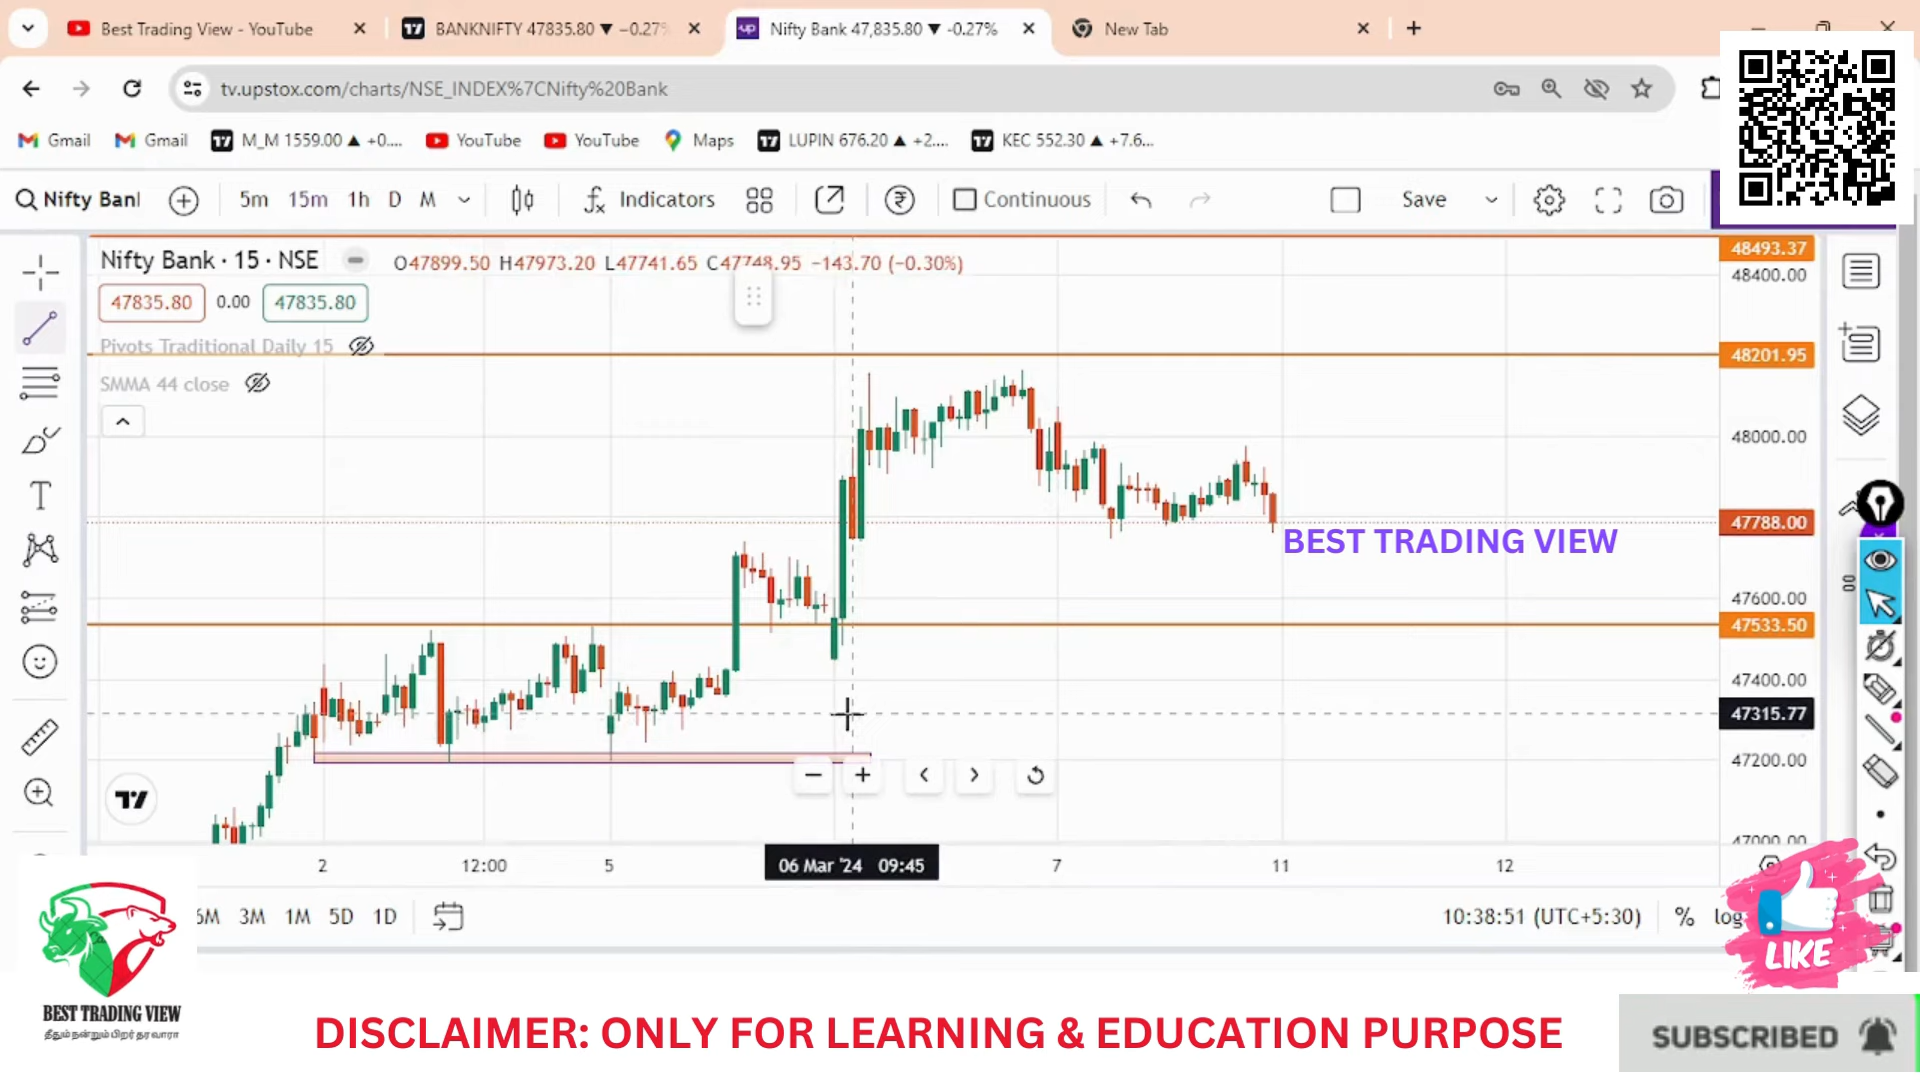 Best Trading View - YouTube
BANKNIFTY 47835.80 ▼ −0.27%
Nifty Bank 47,835.80 ▼ -0.27%
New Tab
tv.upstox.com/charts/NSE_INDEX%7CNifty%20Bank
Gmail
Gmail
M_M 1559.00 ▲ +0....
YouTube
YouTube
Maps
LUPIN 676.20 ▲ +2....
KEC 552.30 ▲ +7.6...
Nifty Banl
5m 15m 1h D M
Indicators
Continuous
Save
Nifty Bank · 15 · NSE
O47899.50 H47973.20 L47741.65 C47748.95 −143.70 (−0.30%)
47835.80 0.00 47835.80
Pivots Traditional Daily 15
SMMA 44 close
48493.37
48400.00
48201.95
48000.00
47788.00
BEST TRADING VIEW
47600.00
47533.50
47400.00
47315.77
47200.00
47000.00
2 12:00 5 06 Mar '24 09:45 7 11 12
6M 3M 1M 5D 1D
10:38:51 (UTC+5:30) % log
LIKE
BEST TRADING VIEW
தீதும் நன்றும் பிறர் தர வாரா
DISCLAIMER: ONLY FOR LEARNING & EDUCATION PURPOSE
SUBSCRIBED